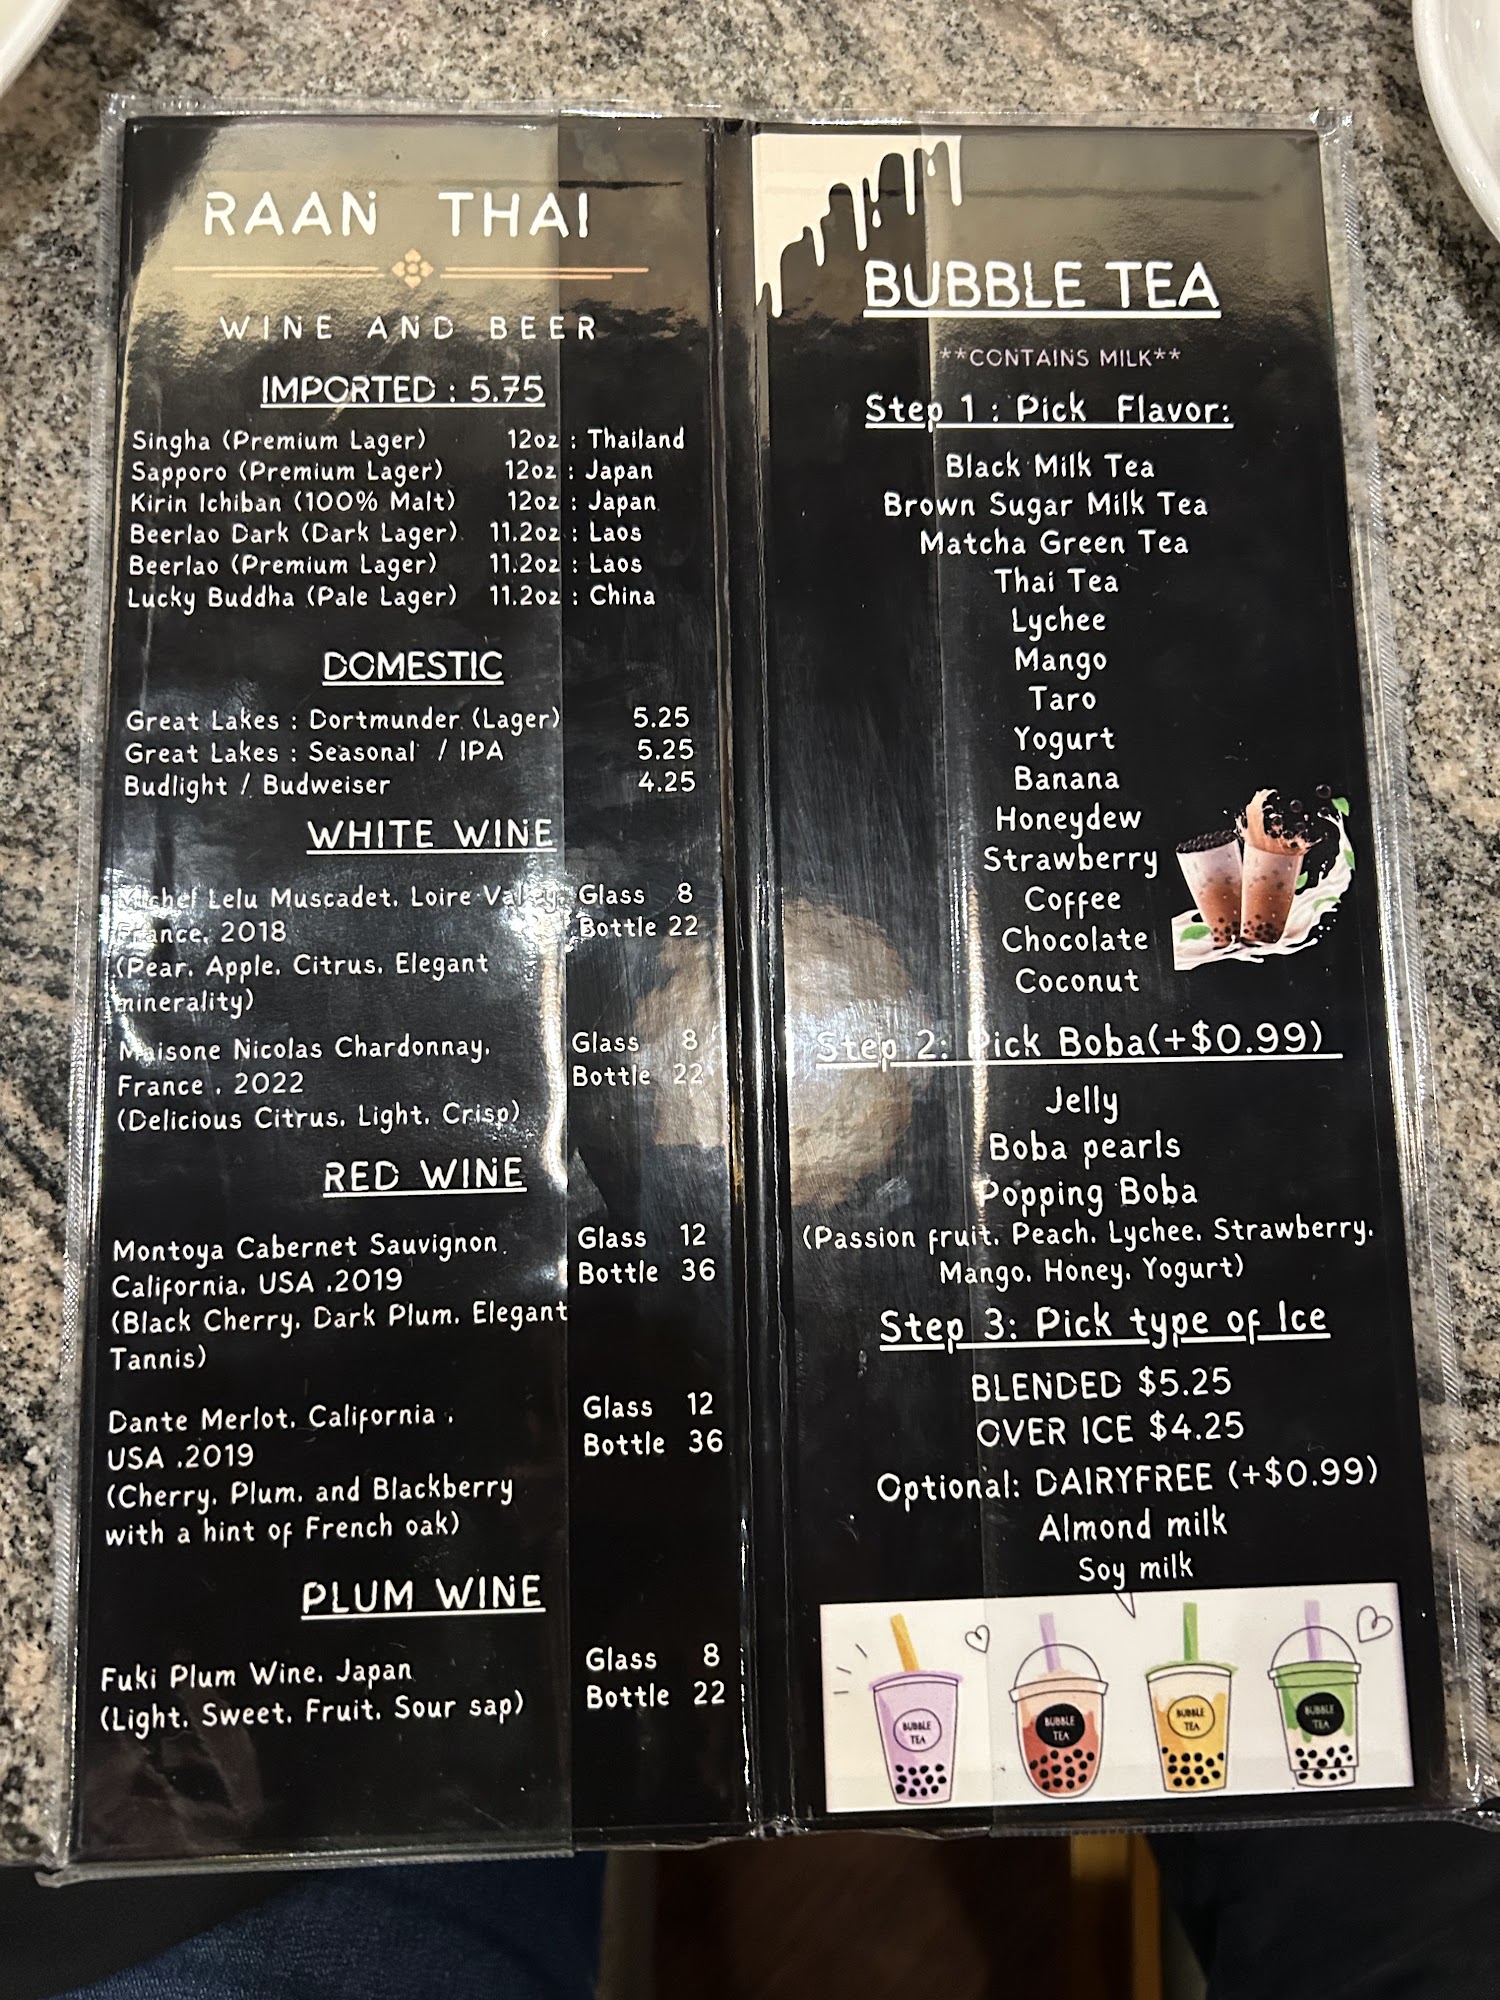 RAAN THAI
WINE AND BEER
IMPORTED : 5.75
Singha (Premium Lager) 12oz : Thailand
Sapporo (Premium Lager) 12oz : Japan
Kirin Ichiban (100% Malt) 12oz : Japan
Beerlao Dark (Dark Lager) 11.2oz : Laos
Beerlao (Premium Lager) 11.2oz : Laos
Lucky Buddha (Pale Lager) 11.2oz : China
DOMESTIC
Great Lakes : Dortmunder (Lager) 5.25
Great Lakes : Seasonal / IPA 5.25
Budlight / Budweiser 4.25
WHITE WINE
Michel Lelu Muscadet, Loire Valley, Glass 8
France, 2018 Bottle 22
(Pear, Apple, Citrus, Elegant
minerality)
Maisone Nicolas Chardonnay, Glass 8
France , 2022 Bottle 22
(Delicious Citrus, Light, Crisp)
RED WINE
Montoya Cabernet Sauvignon, Glass 12
California, USA ,2019 Bottle 36
(Black Cherry, Dark Plum, Elegant
Tannis)
Dante Merlot, California , Glass 12
USA ,2019 Bottle 36
(Cherry, Plum, and Blackberry
with a hint of French oak)
PLUM WINE
Fuki Plum Wine, Japan Glass 8
(Light, Sweet, Fruit, Sour sap) Bottle 22
BUBBLE TEA
**CONTAINS MILK**
Step 1 : Pick Flavor:
Black Milk Tea
Brown Sugar Milk Tea
Matcha Green Tea
Thai Tea
Lychee
Mango
Taro
Yogurt
Banana
Honeydew
Strawberry
Coffee
Chocolate
Coconut
Step 2: Pick Boba(+$0.99)
Jelly
Boba pearls
Popping Boba
(Passion fruit, Peach, Lychee, Strawberry,
Mango, Honey, Yogurt)
Step 3: Pick type of Ice
BLENDED $5.25
OVER ICE $4.25
Optional: DAIRYFREE (+$0.99)
Almond milk
Soy milk
BUBBLE TEA
BUBBLE TEA
BUBBLE TEA
BUBBLE TEA